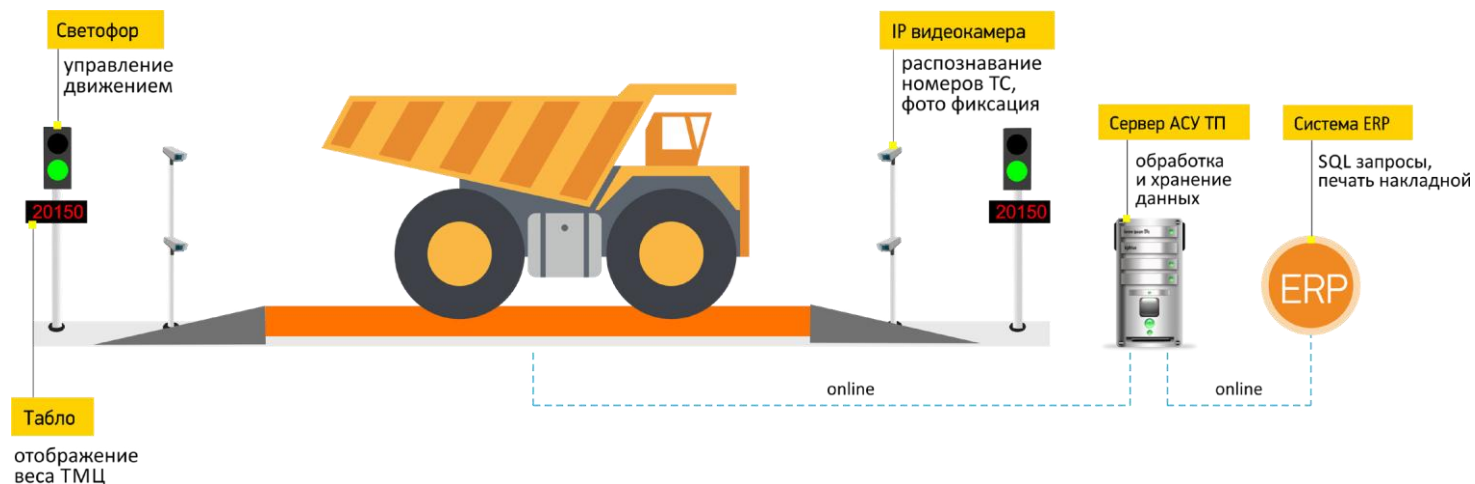 Светофор
управление
движением
20150
Табло
отображение
веса ТМЦ
IP видеокамера
распознавание
номеров ТС,
фото фиксация
20150
Сервер АСУ ТП
обработка
и хранение
данных
Система ERP
SQL запросы,
печать накладной
ERP
online
online